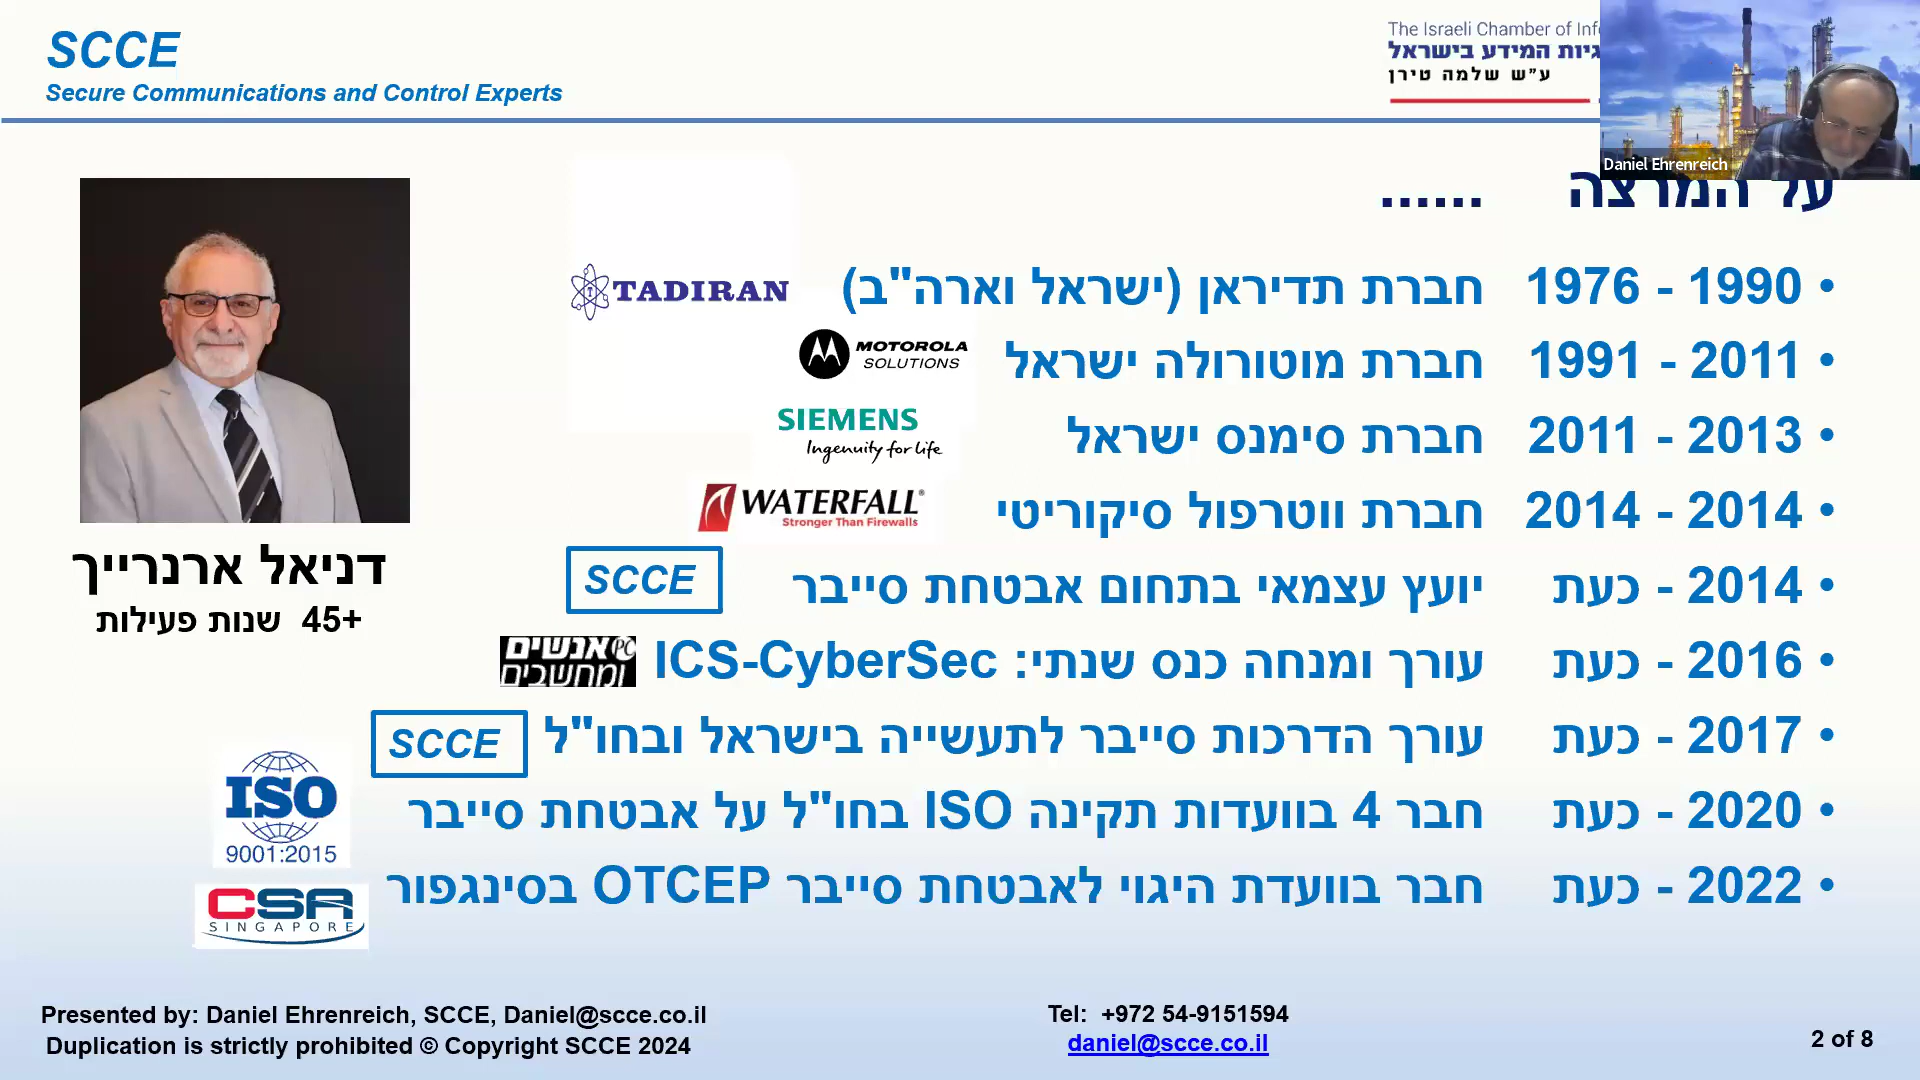 SCCE
Secure Communications and Control Experts
The Israeli Chamber of
המידע בישראל
ע"ש שלמה טירן
Daniel Ehrenreich
על המרצה ......
• 1976 - 1990 חברת תדיראן (ישראל וארה"ב)
TADIRAN
• 1991 - 2011 חברת מוטורולה ישראל
MOTOROLA
SOLUTIONS
• 2011 - 2013 חברת סימנס ישראל
SIEMENS
Ingenuity for life
• 2014 - 2014 חברת ווטרפול סיקוריטי
WATERFALL®
Stronger Than Firewalls
• 2014 - כעת יועץ עצמאי בתחום אבטחת סייבר
SCCE
• 2016 - כעת עורך ומנחה כנס שנתי: ICS-CyberSec
אנשים PC
ומחשבים
• 2017 - כעת עורך הדרכות סייבר לתעשייה בישראל ובחו"ל
SCCE
• 2020 - כעת חבר 4 בוועדות תקינה ISO בחו"ל על אבטחת סייבר
ISO
9001:2015
• 2022 - כעת חבר בוועדת היגוי לאבטחת סייבר OTCEP בסינגפור
CSA
SINGAPORE
דניאל ארנרייך
45+ שנות פעילות
Presented by: Daniel Ehrenreich, SCCE, Daniel@scce.co.il
Duplication is strictly prohibited © Copyright SCCE 2024
Tel: +972 54-9151594
daniel@scce.co.il
2 of 8